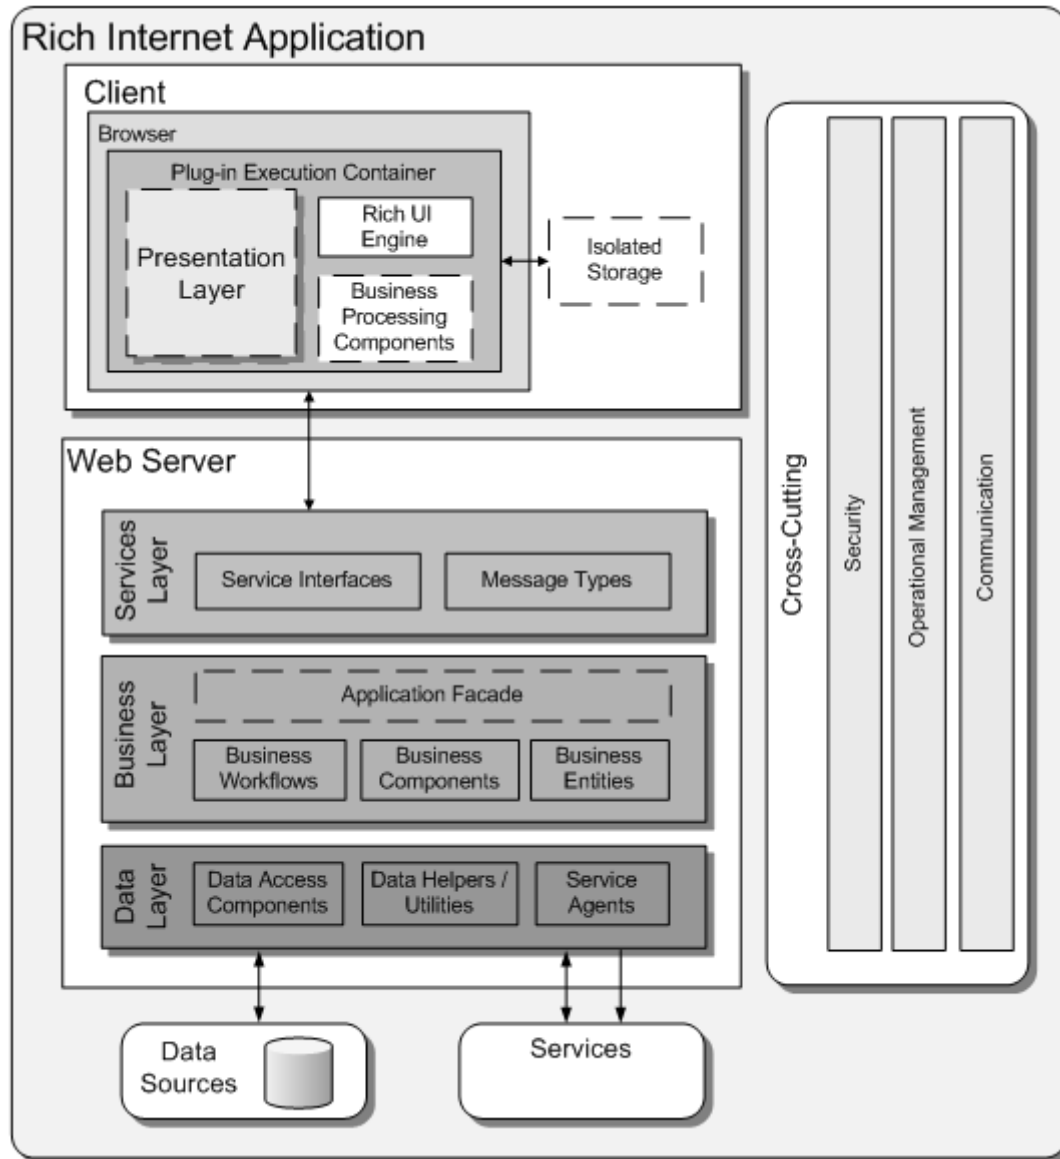 Rich Internet Application
Client
Browser
Plug-in Execution Container
Presentation
Layer
Rich UI
Engine
Business
Processing
Components
Isolated
Storage
Web Server
Services
Layer
Service Interfaces
Message Types
Business
Layer
Application Facade
Business
Workflows
Business
Components
Business
Entities
Data
Layer
Data Access
Components
Data Helpers /
Utilities
Service
Agents
Data
Sources
Services
Cross-Cutting
Security
Operational Management
Communication